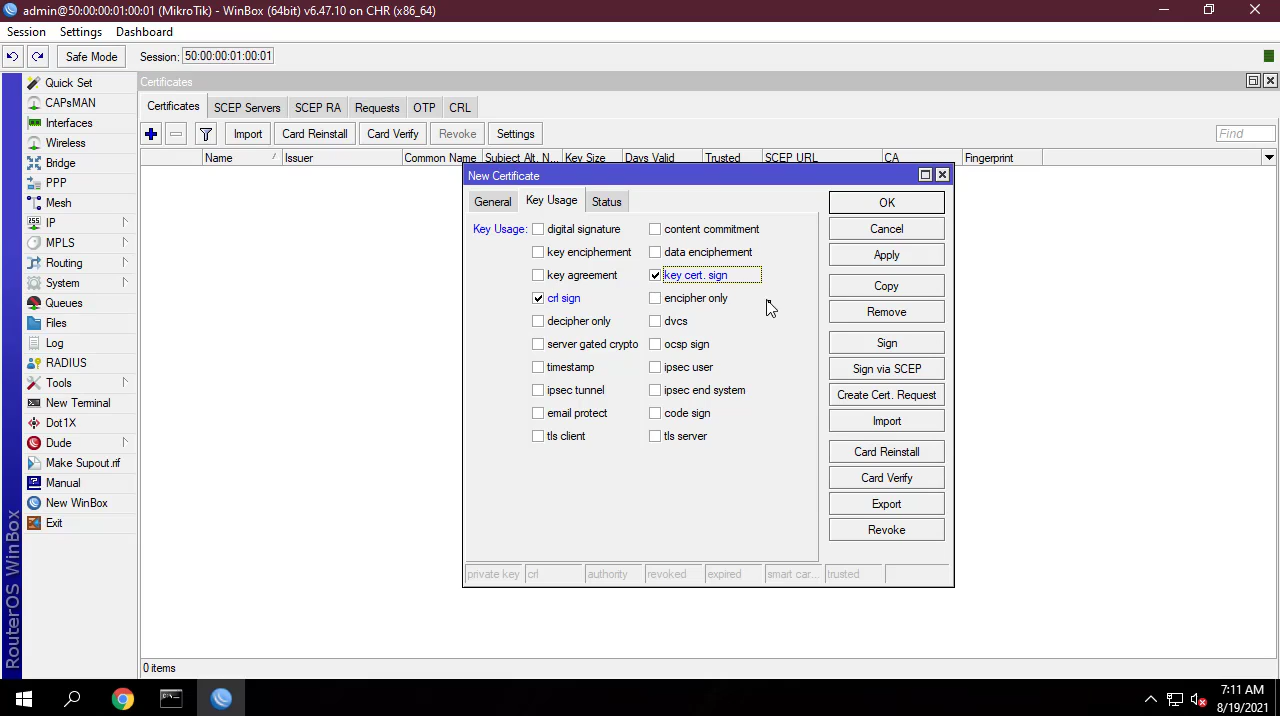 admin@50:00:00:01:00:01 (MikroTik) - WinBox (64bit) v6.47.10 on CHR (x86_64)
Session Settings Dashboard
Safe Mode Session: 50:00:00:01:00:01
Quick Set
CAPsMAN
Interfaces
Wireless
Bridge
PPP
Mesh
IP
MPLS
Routing
System
Queues
Files
Log
RADIUS
Tools
New Terminal
Dot1X
Dude
Make Supout.rif
Manual
New WinBox
Exit
RouterOS WinBox
Certificates
Certificates SCEP Servers SCEP RA Requests OTP CRL
Import Card Reinstall Card Verify Revoke Settings Find
Name Issuer Common Name Subject Alt. N... Key Size Days Valid Trusted SCEP URL CA Fingerprint
New Certificate
General Key Usage Status
Key Usage: digital signature content commitment
key encipherment data encipherment
key agreement key cert. sign
crl sign encipher only
decipher only dvcs
server gated crypto ocsp sign
timestamp ipsec user
ipsec tunnel ipsec end system
email protect code sign
tls client tls server
OK
Cancel
Apply
Copy
Remove
Sign
Sign via SCEP
Create Cert. Request
Import
Card Reinstall
Card Verify
Export
Revoke
private key crl authority revoked expired smart car... trusted
0 items
7:11 AM
8/19/2021